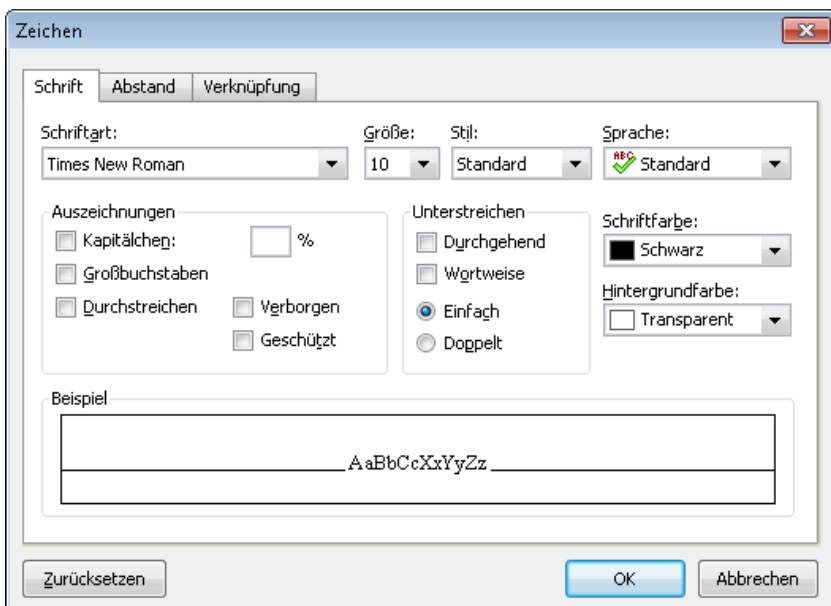 Zeichen
Schrift Abstand Verknüpfung
Schriftart: Größe: Stil: Sprache:
Times New Roman 10 Standard ABC Standard
Auszeichnungen Unterstreichen
Schriftfarbe:
Kapitälchen: % Durchgehend
Schwarz
Großbuchstaben Wortweise
Hintergrundfarbe:
Durchstreichen Verborgen Einfach
Transparent
Geschützt Doppelt
Beispiel
AaBbCcXxYyZz
Zurücksetzen OK Abbrechen